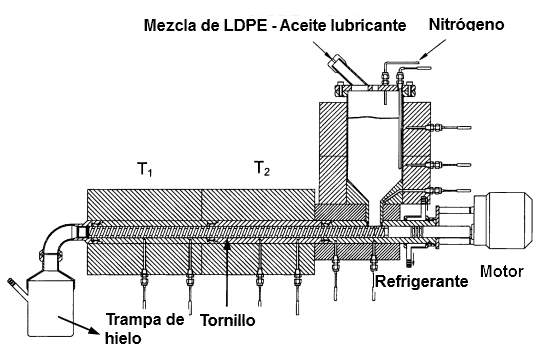 Mezcla de LDPE - Aceite lubricante
Nitrógeno
T1
T2
Refrigerante
Motor
Trampa de
hielo
Tornillo